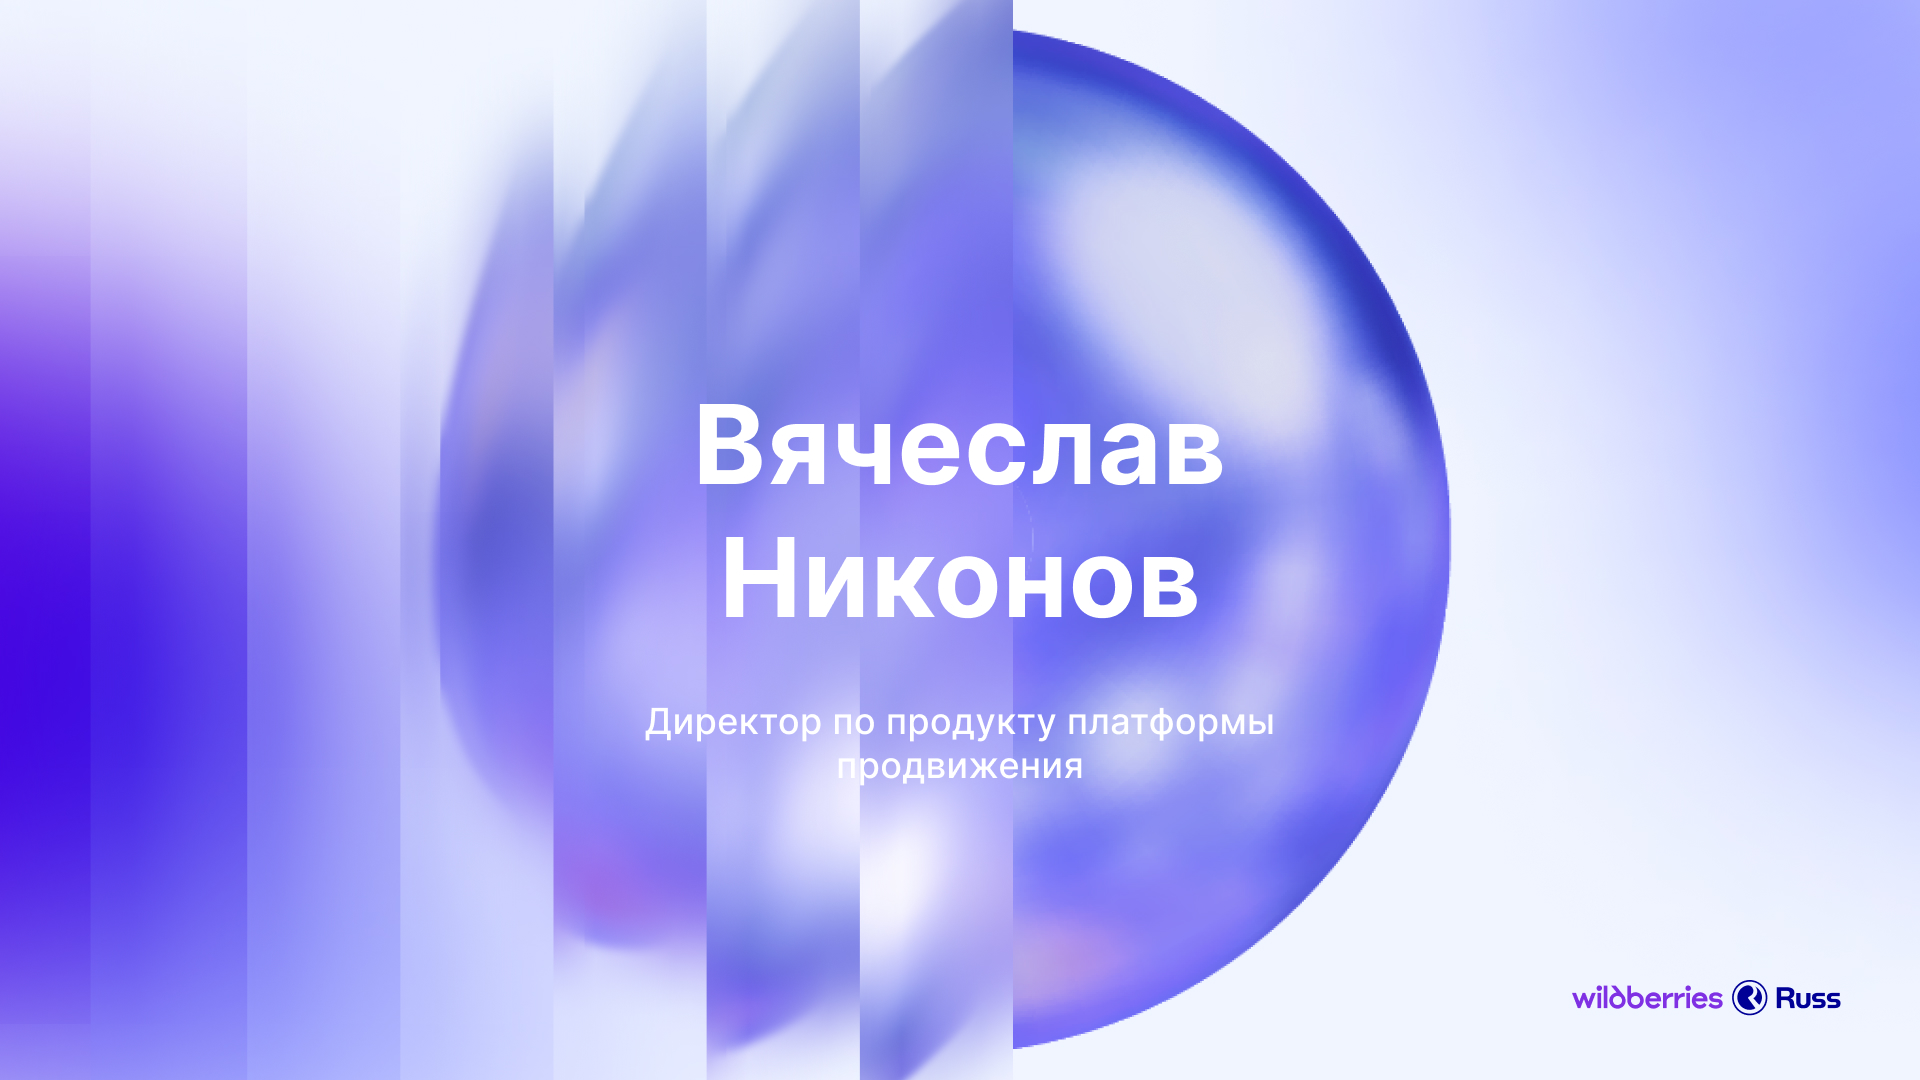 Вячеслав
Никонов
Директор по продукту платформы
продвижения
wildberries Russ